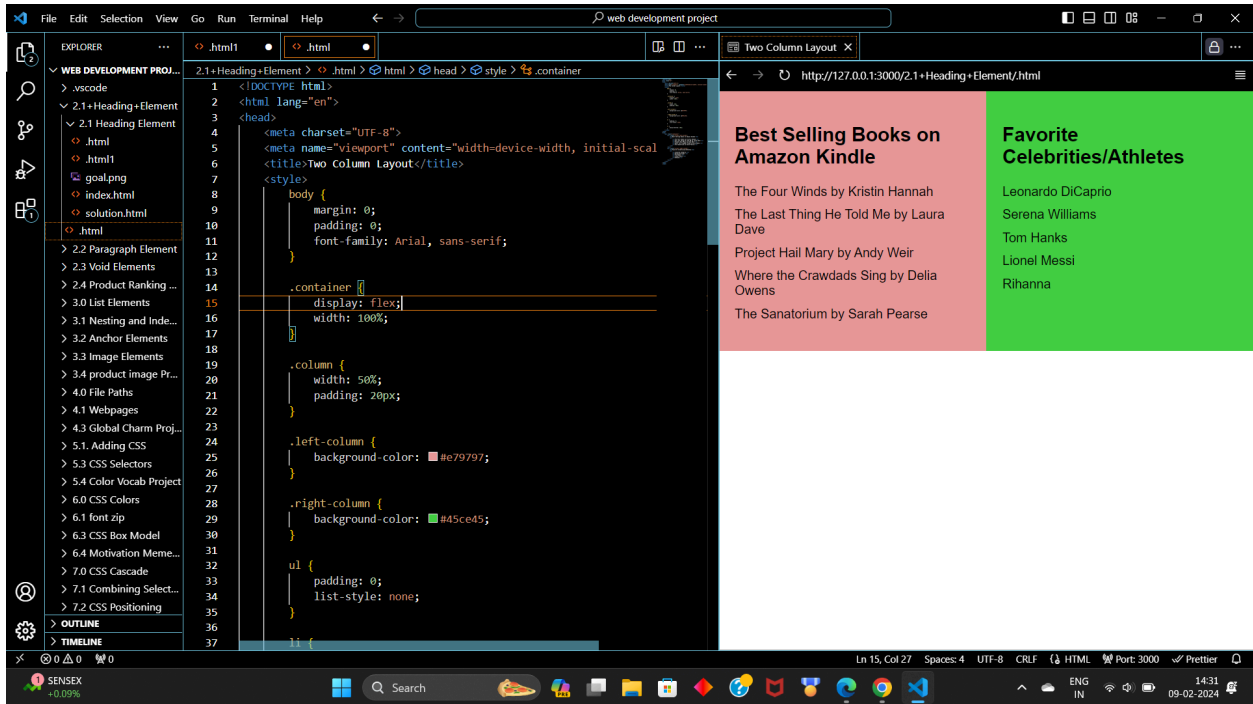 File Edit Selection View Go Run Terminal Help
web development project
EXPLORER
WEB DEVELOPMENT PROJ...
.vscode
2.1+Heading+Element
2.1 Heading Element
.html
.html1
goal.png
index.html
solution.html
.html
2.2 Paragraph Element
2.3 Void Elements
2.4 Product Ranking ...
3.0 List Elements
3.1 Nesting and Inde...
3.2 Anchor Elements
3.3 Image Elements
3.4 product image Pr...
4.0 File Paths
4.1 Webpages
4.3 Global Charm Proj...
5.1. Adding CSS
5.3 CSS Selectors
5.4 Color Vocab Project
6.0 CSS Colors
6.1 font zip
6.3 CSS Box Model
6.4 Motivation Meme...
7.0 CSS Cascade
7.1 Combining Select...
7.2 CSS Positioning
OUTLINE
TIMELINE
.html1
.html
2.1+Heading+Element > .html > html > head > style > .container
1 <!DOCTYPE html>
2 <html lang="en">
3 <head>
4 <meta charset="UTF-8">
5 <meta name="viewport" content="width=device-width, initial-scal
6 <title>Two Column Layout</title>
7 <style>
8 body {
9 margin: 0;
10 padding: 0;
11 font-family: Arial, sans-serif;
12 }
13
14 .container {
15 display: flex;
16 width: 100%;
17 }
18
19 .column {
20 width: 50%;
21 padding: 20px;
22 }
23
24 .left-column {
25 background-color: #e79797;
26 }
27
28 .right-column {
29 background-color: #45ce45;
30 }
31
32 ul {
33 padding: 0;
34 list-style: none;
35 }
36
37 li {
Two Column Layout
http://127.0.0.1:3000/2.1+Heading+Element/.html
Best Selling Books on
Amazon Kindle
The Four Winds by Kristin Hannah
The Last Thing He Told Me by Laura
Dave
Project Hail Mary by Andy Weir
Where the Crawdads Sing by Delia
Owens
The Sanatorium by Sarah Pearse
Favorite
Celebrities/Athletes
Leonardo DiCaprio
Serena Williams
Tom Hanks
Lionel Messi
Rihanna
0 0 0
Ln 15, Col 27 Spaces: 4 UTF-8 CRLF HTML Port: 3000 Prettier
1
SENSEX
+0.09%
Search
ENG
IN
14:31
09-02-2024